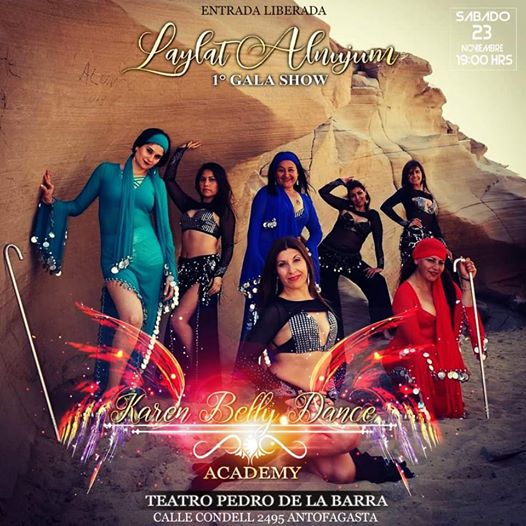 ENTRADA LIBERADA
Laylat Alnujum
1° GALA SHOW
SABADO
23
NOVIEMBRE
19:00 HRS
Karen Belly Dance
ACADEMY
TEATRO PEDRO DE LA BARRA
CALLE CONDELL 2495 ANTOFAGASTA